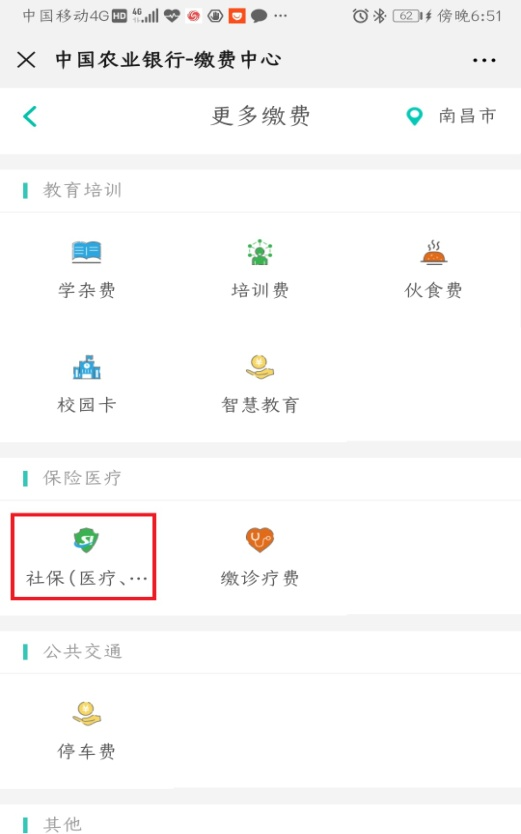 中国移动4G HD 4G 62 傍晚6:51
中国农业银行-缴费中心 ···
更多缴费 南昌市
教育培训
学杂费 培训费 伙食费
校园卡 智慧教育
保险医疗
社保(医疗、··· 缴诊疗费
公共交通
停车费
其他